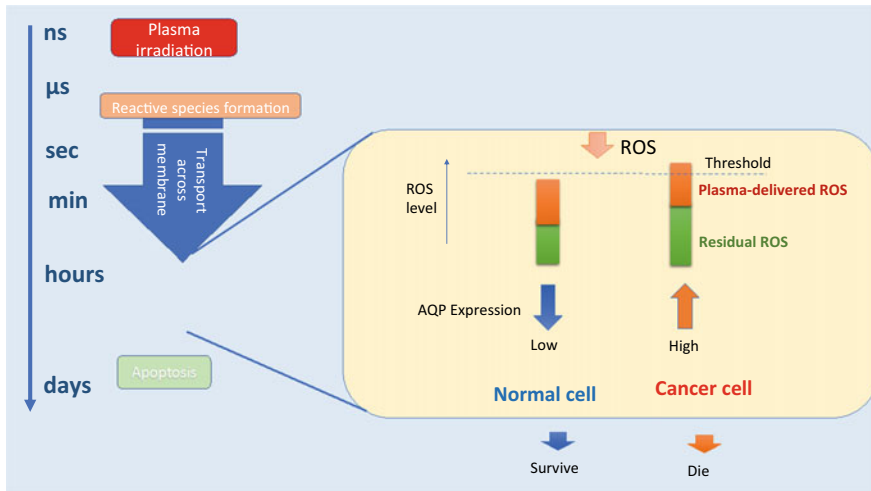 ns
Plasma
irradiation
μs
Reactive species formation
sec
Transport
across
membrane
min
hours
Apoptosis
days
ROS
ROS
level
Threshold
Plasma-delivered ROS
Residual ROS
AQP Expression
Low
High
Normal cell
Cancer cell
Survive
Die